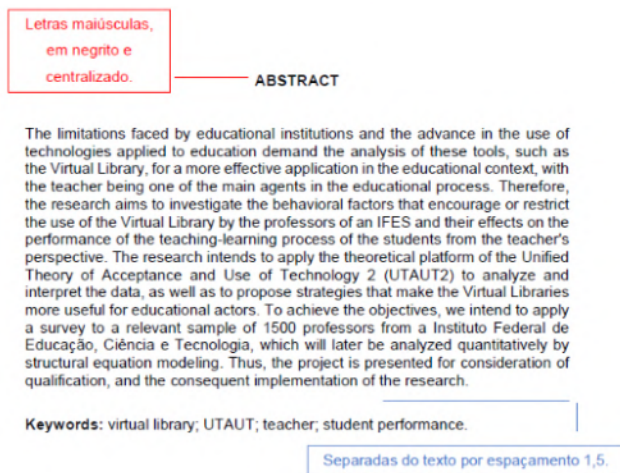 Letras maiúsculas,
em negrito e
centralizado.
ABSTRACT
The limitations faced by educational institutions and the advance in the use of
technologies applied to education demand the analysis of these tools, such as
the Virtual Library, for a more effective application in the educational context, with
the teacher being one of the main agents in the educational process. Therefore,
the research aims to investigate the behavioral factors that encourage or restrict
the use of the Virtual Library by the professors of an IFES and their effects on the
performance of the teaching-learning process of the students from the teacher's
perspective. The research intends to apply the theoretical platform of the Unified
Theory of Acceptance and Use of Technology 2 (UTAUT2) to analyze and
interpret the data, as well as to propose strategies that make the Virtual Libraries
more useful for educational actors. To achieve the objectives, we intend to apply
a survey to a relevant sample of 1500 professors from a Instituto Federal de
Educação, Ciência e Tecnologia, which will later be analyzed quantitatively by
structural equation modeling. Thus, the project is presented for consideration of
qualification, and the consequent implementation of the research.
Keywords: virtual library; UTAUT; teacher; student performance.
Separadas do texto por espaçamento 1,5.